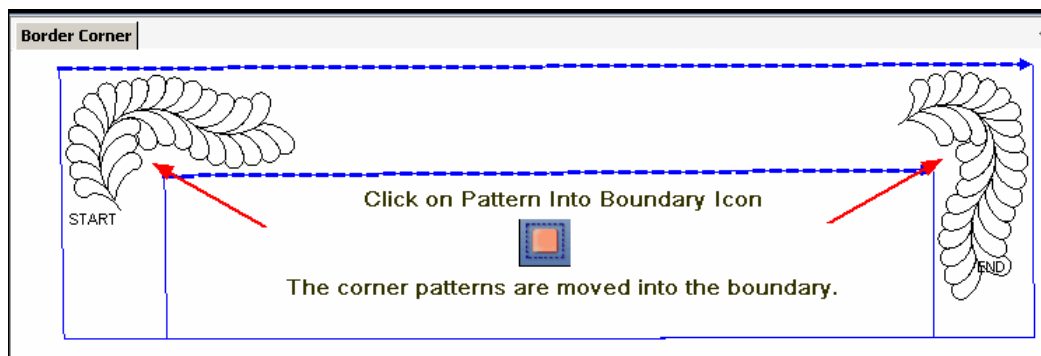 Border Corner
START
Click on Pattern Into Boundary Icon
END
The corner patterns are moved into the boundary.